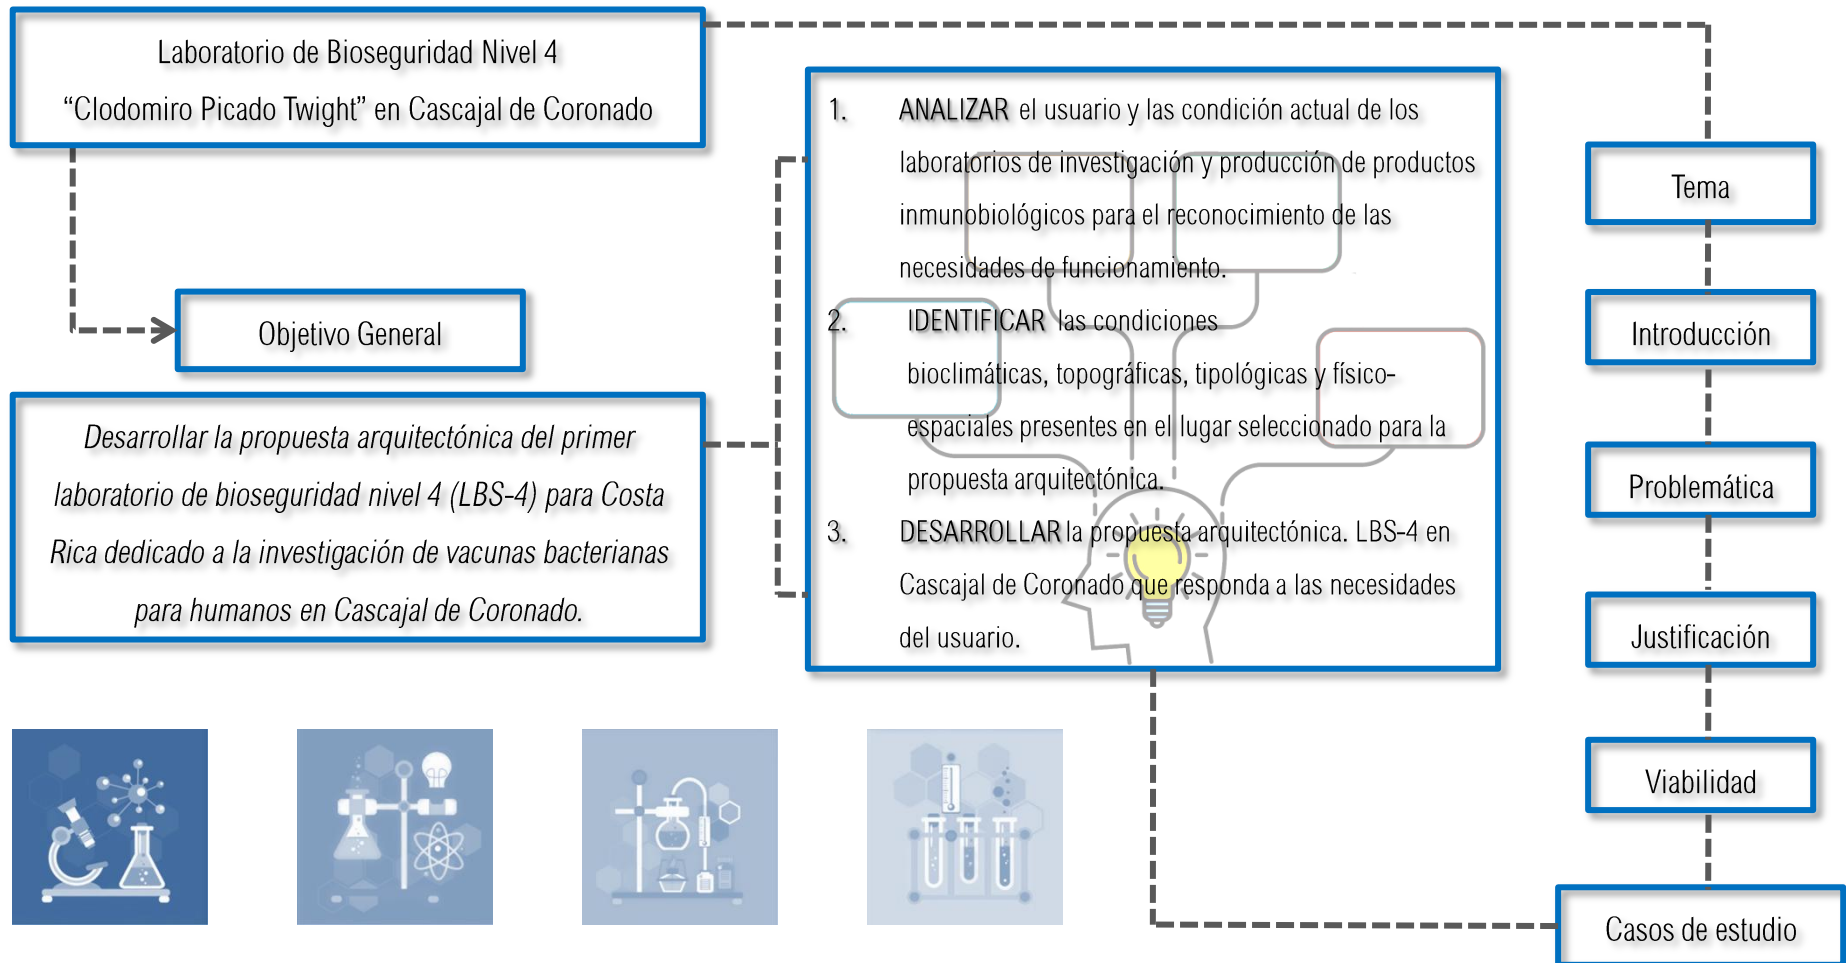 Laboratorio de Bioseguridad Nivel 4
“Clodomiro Picado Twight” en Cascajal de Coronado
Objetivo General
Desarrollar la propuesta arquitectónica del primer
laboratorio de bioseguridad nivel 4 (LBS-4) para Costa
Rica dedicado a la investigación de vacunas bacterianas
para humanos en Cascajal de Coronado.
1. ANALIZAR el usuario y las condición actual de los
laboratorios de investigación y producción de productos
inmunobiológicos para el reconocimiento de las
necesidades de funcionamiento.
2. IDENTIFICAR las condiciones
bioclimáticas, topográficas, tipológicas y físico-
espaciales presentes en el lugar seleccionado para la
propuesta arquitectónica.
3. DESARROLLAR la propuesta arquitectónica. LBS-4 en
Cascajal de Coronado que responda a las necesidades
del usuario.
Tema
Introducción
Problemática
Justificación
Viabilidad
Casos de estudio